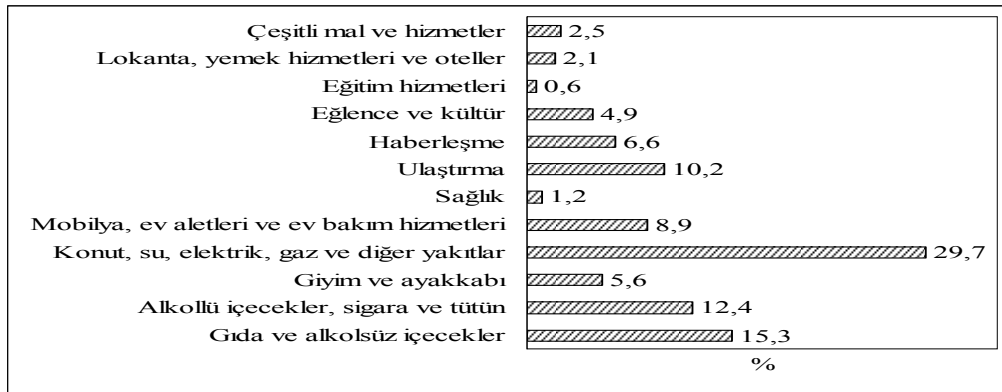 Çeşitli mal ve hizmetler 2,5
Lokanta, yemek hizmetleri ve oteller 2,1
Eğitim hizmetleri 0,6
Eğlence ve kültür 4,9
Haberleşme 6,6
Ulaştırma 10,2
Sağlık 1,2
Mobilya, ev aletleri ve ev bakım hizmetleri 8,9
Konut, su, elektrik, gaz ve diğer yakıtlar 29,7
Giyim ve ayakkabı 5,6
Alkollü içecekler, sigara ve tütün 12,4
Gıda ve alkolsüz içecekler 15,3
%